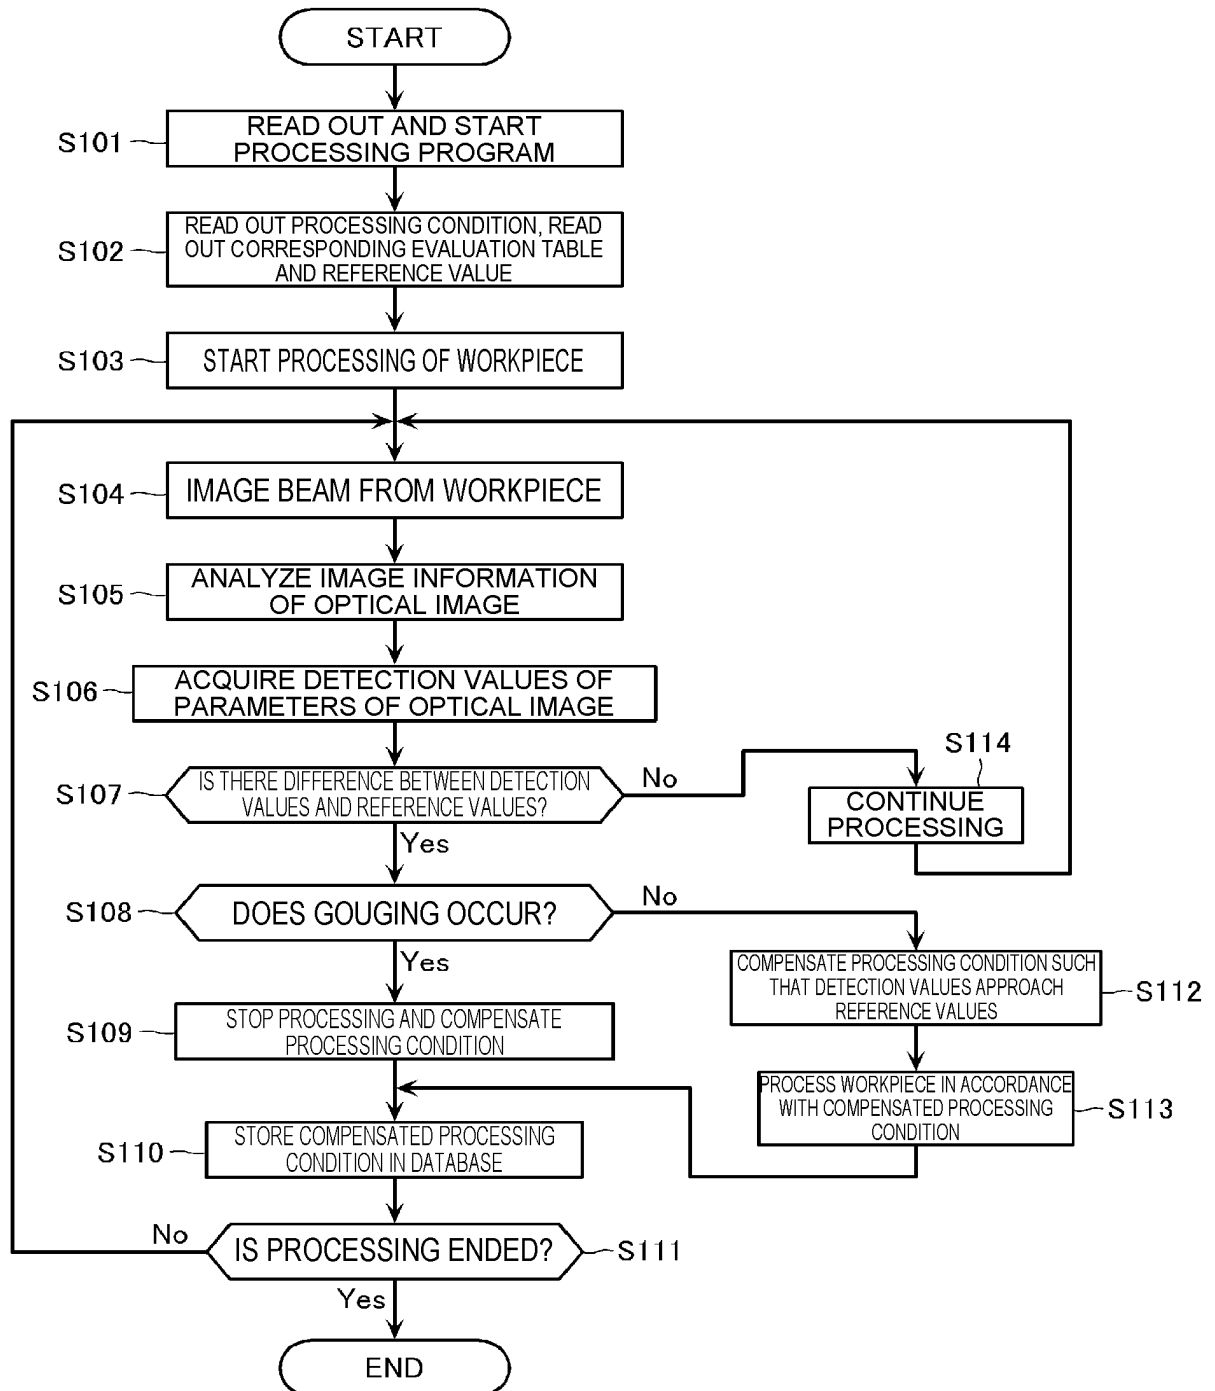 START
S101
READ OUT AND START
PROCESSING PROGRAM
S102
READ OUT PROCESSING CONDITION, READ
OUT CORRESPONDING EVALUATION TABLE
AND REFERENCE VALUE
S103
START PROCESSING OF WORKPIECE
S104
IMAGE BEAM FROM WORKPIECE
S105
ANALYZE IMAGE INFORMATION
OF OPTICAL IMAGE
S106
ACQUIRE DETECTION VALUES OF
PARAMETERS OF OPTICAL IMAGE
S107
IS THERE DIFFERENCE BETWEEN DETECTION
VALUES AND REFERENCE VALUES?
No
S114
CONTINUE
PROCESSING
Yes
S108
DOES GOUGING OCCUR?
No
Yes
S112
COMPENSATE PROCESSING CONDITION SUCH
THAT DETECTION VALUES APPROACH
REFERENCE VALUES
S109
STOP PROCESSING AND COMPENSATE
PROCESSING CONDITION
PROCESS WORKPIECE IN ACCORDANCE
WITH COMPENSATED PROCESSING
CONDITION
S113
S110
STORE COMPENSATED PROCESSING
CONDITION IN DATABASE
No
IS PROCESSING ENDED?
S111
Yes
END